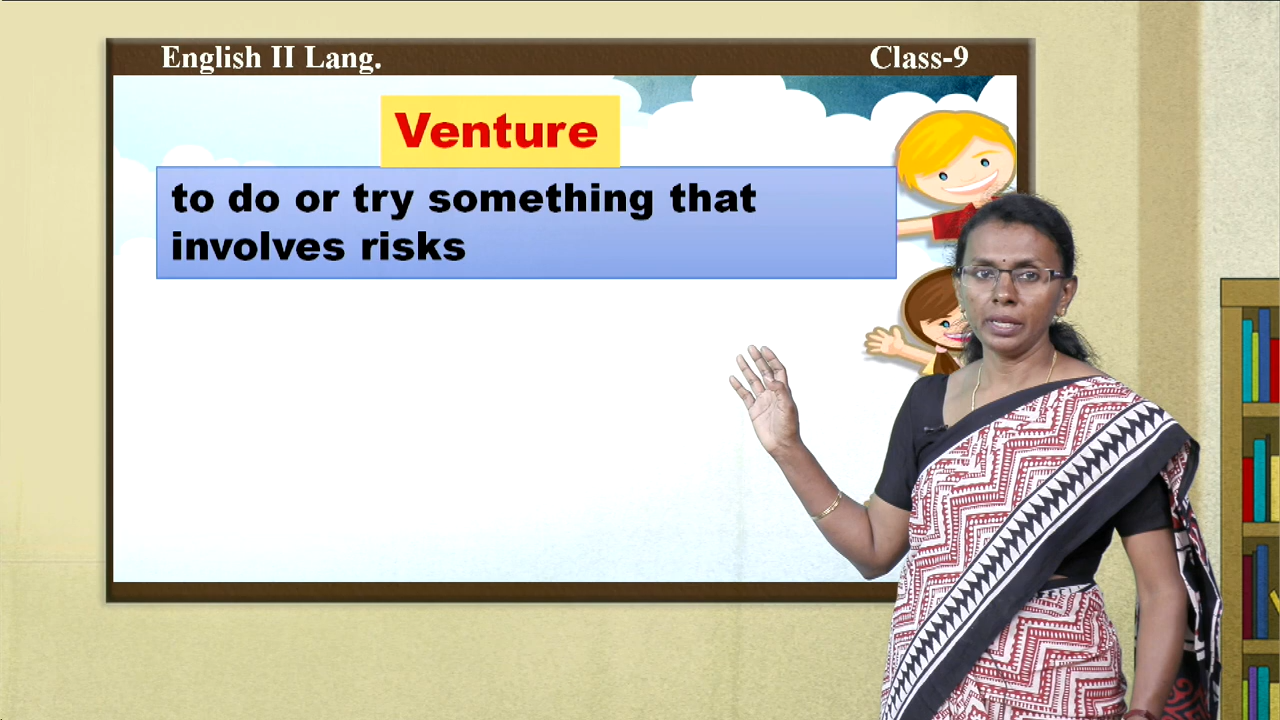 English II Lang. Class-9
Venture
to do or try something that
involves risks